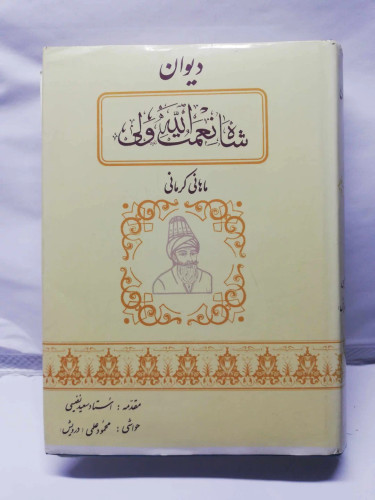 دیوان
شاه نعمت الله ولی
ماهانی کرمانی
مقدمه : استاد سعید نفیسی
حواشی : محمود علمی (درویش)